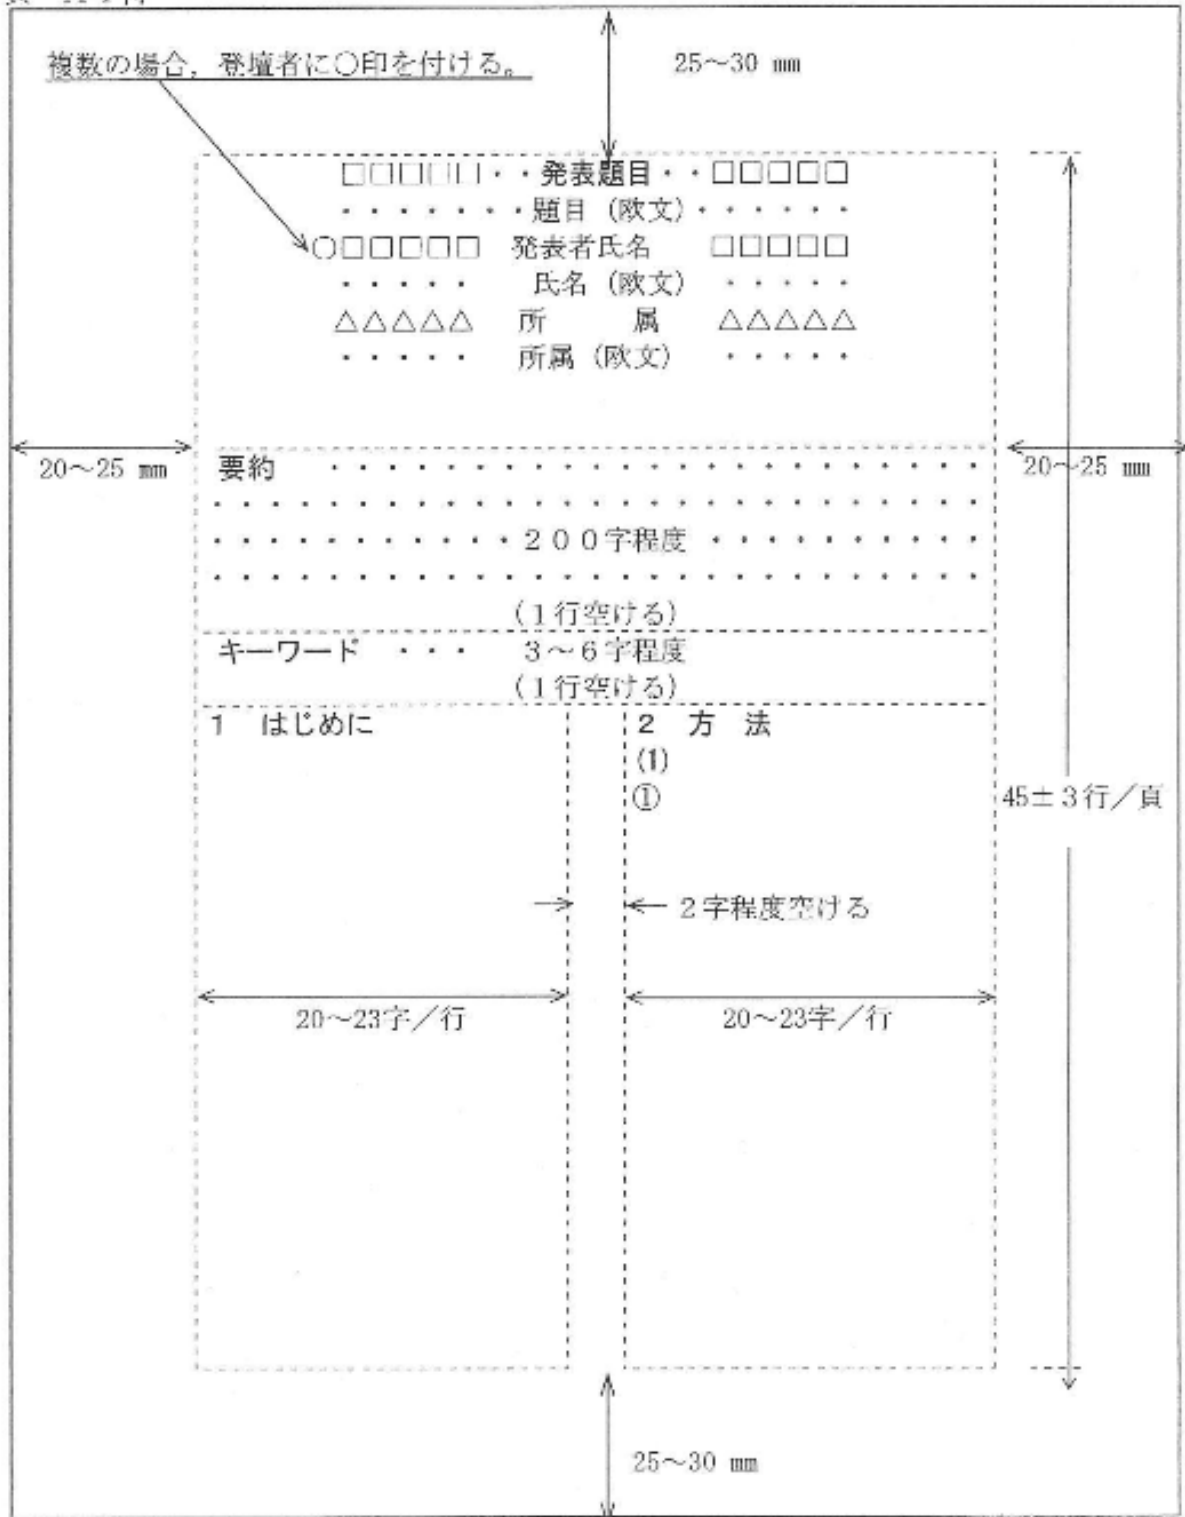 複数の場合，登壇者に〇印を付ける。
25～30 mm
□□□□□・・発表題目・・□□□□□
・・・・・・・題目（欧文）・・・・・・
〇□□□□□ 発表者氏名 □□□□□
・・・・・ 氏名（欧文） ・・・・・
△△△△△ 所 属 △△△△△
・・・・・ 所属（欧文） ・・・・・
20～25 mm
20～25 mm
要約 ・・・・・・・・・・・・・・・・・・・・・・・
・・・・・・・・・・・・・・・・・・・・・・・・・・・
・・・・・・・・・・・２００字程度・・・・・・・・・・
・・・・・・・・・・・・・・・・・・・・・・・・・・・
（１行空ける）
キーワード ・・・ ３～６字程度
（１行空ける）
1 はじめに
2 方 法
(1)
①
45±３行／頁
２字程度空ける
20～23字／行
20～23字／行
25～30 mm